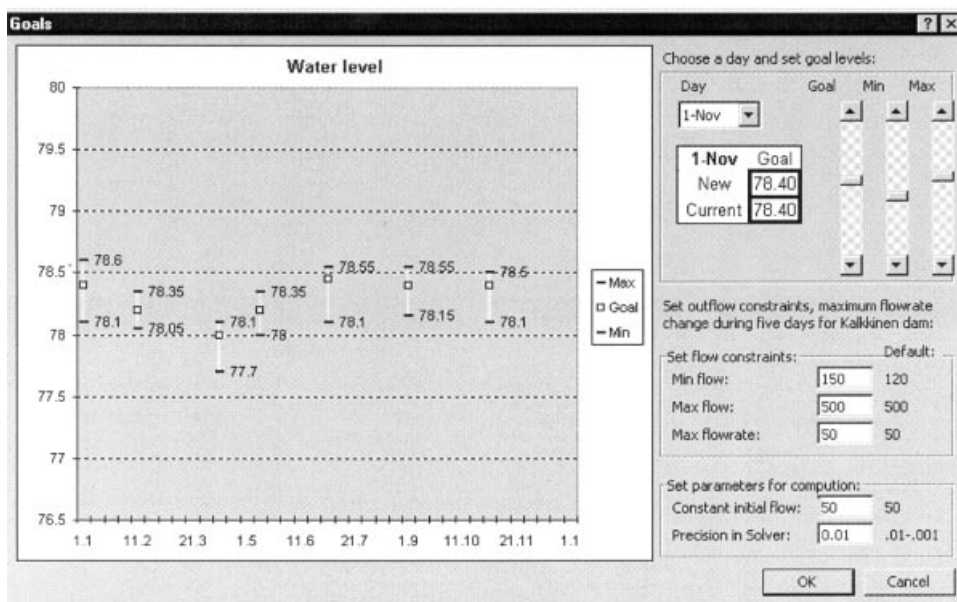 Goals
Water level
80
79.5
79
78.5
78
77.5
77
76.5
78.6
78.1
78.35
78.05
78.1
77.7
78.35
78
78.55
78.1
78.55
78.15
78.5
78.1
1.1 11.2 21.3 1.5 11.6 21.7 1.9 11.10 21.11 1.1
Max
Goal
Min
Choose a day and set goal levels:
Day Goal Min Max
1-Nov
1-Nov Goal
New 78.40
Current 78.40
Set outflow constraints, maximum flowrate
change during five days for Kalkkinen dam:
Set flow constraints: Default:
Min flow: 150 120
Max flow: 500 500
Max flowrate: 50 50
Set parameters for compution:
Constant initial flow: 50 50
Precision in Solver: 0.01 .01-.001
OK Cancel